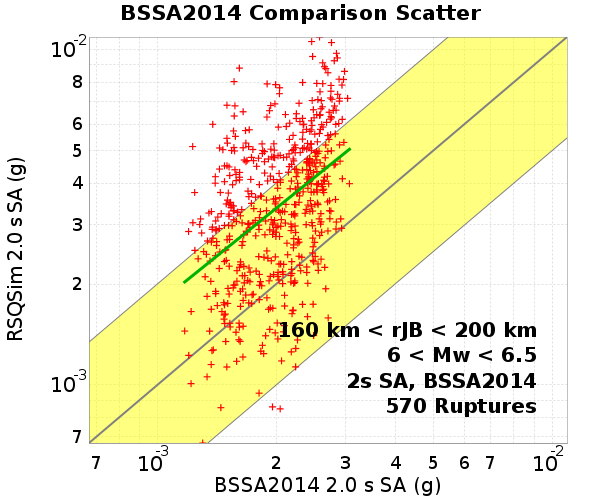 BSSA2014 Comparison Scatter
10-2
8
6
5
4
3
2
10-3
7
RSQSim 2.0 s SA (g)
160 km < rJB < 200 km
6 < Mw < 6.5
2s SA, BSSA2014
570 Ruptures
7 10-3 2 3 4 5 6 7 10-2
BSSA2014 2.0 s SA (g)